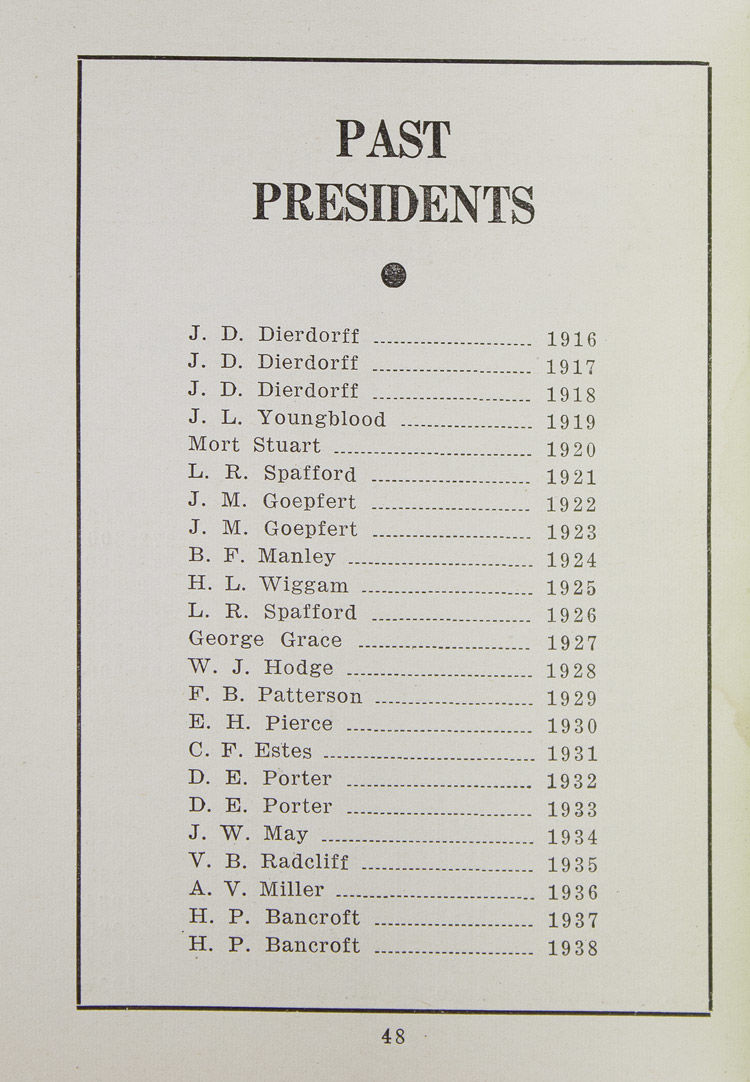 PAST
PRESIDENTS
J. D. Dierdorff 1916
J. D. Dierdorff 1917
J. D. Dierdorff 1918
J. L. Youngblood 1919
Mort Stuart 1920
L. R. Spafford 1921
J. M. Goepfert 1922
J. M. Goepfert 1923
B. F. Manley 1924
H. L. Wiggam 1925
L. R. Spafford 1926
George Grace 1927
W. J. Hodge 1928
F. B. Patterson 1929
E. H. Pierce 1930
C. F. Estes 1931
D. E. Porter 1932
D. E. Porter 1933
J. W. May 1934
V. B. Radcliff 1935
A. V. Miller 1936
H. P. Bancroft 1937
H. P. Bancroft 1938
48